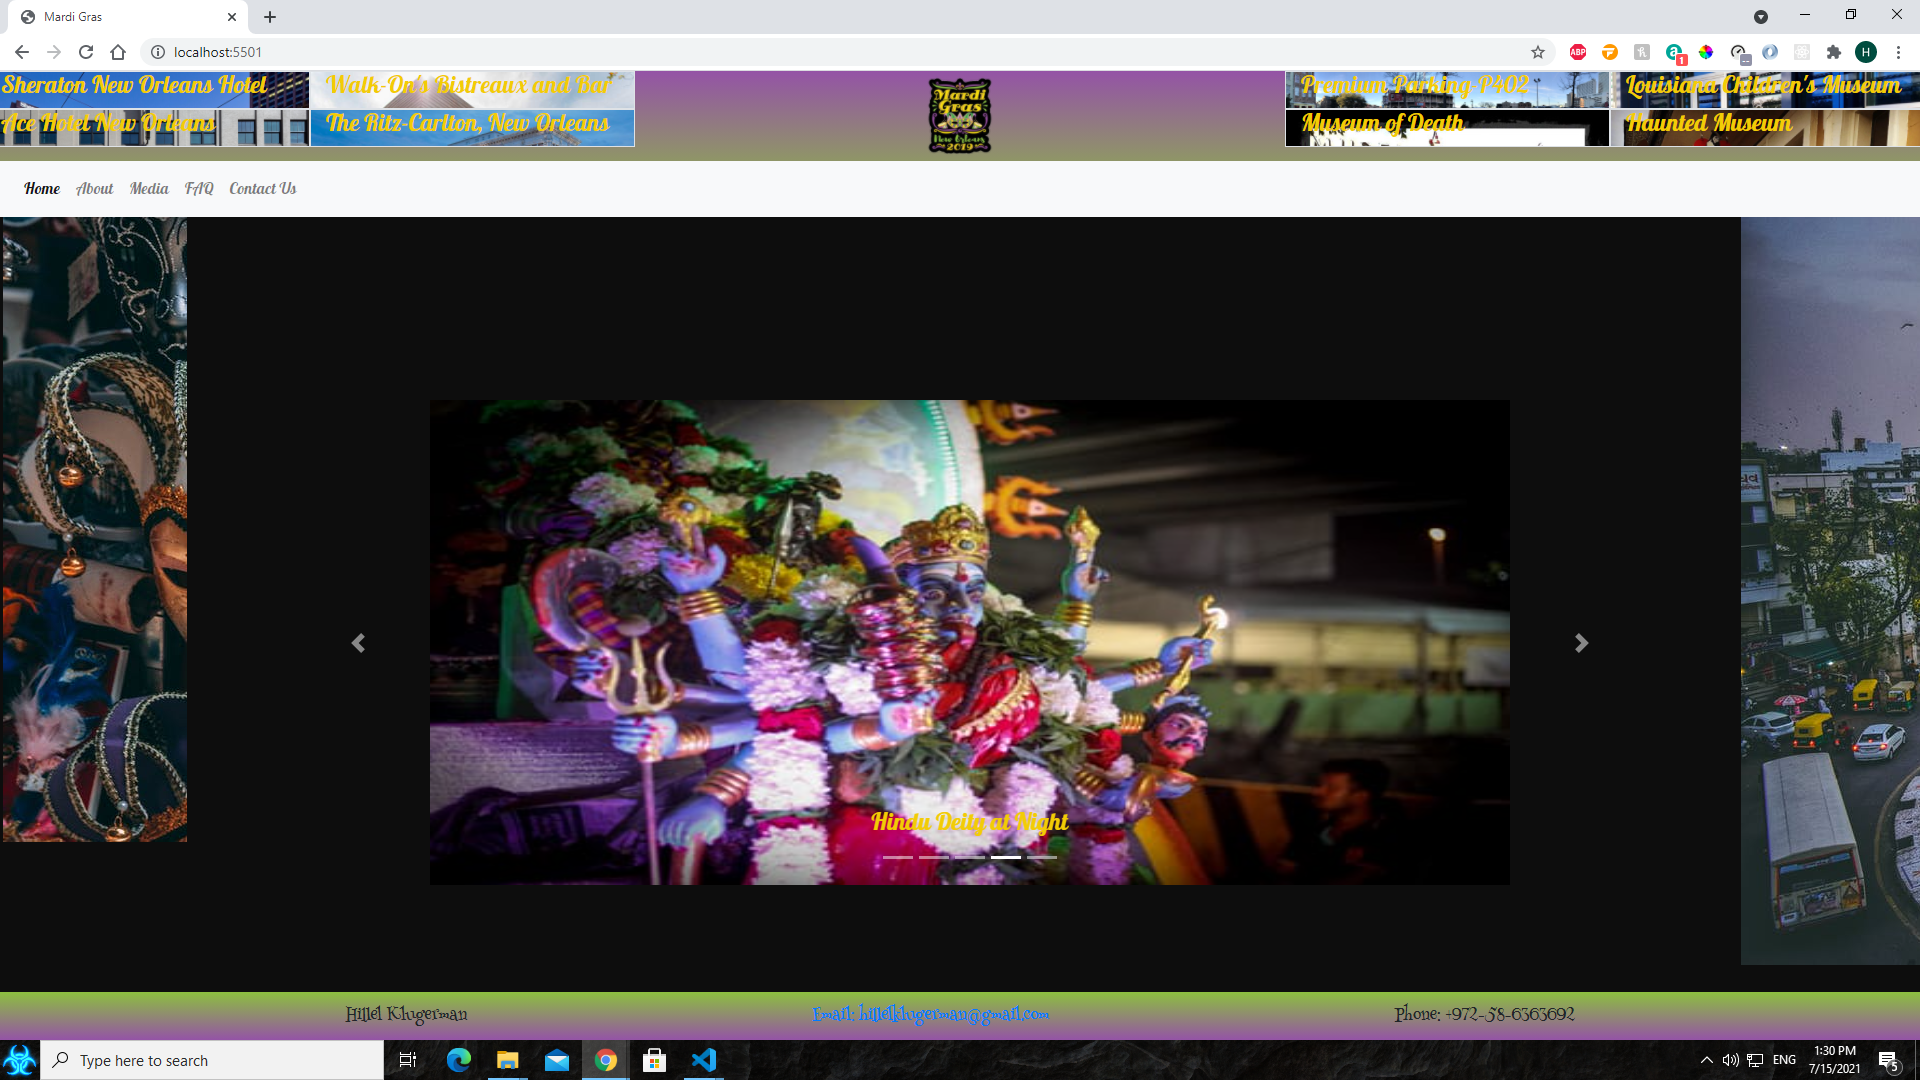 Mardi Gras
localhost:5501
ABP
1
H
Sheraton New Orleans Hotel
Walk-On's Bistreaux and Bar
Ace Hotel New Orleans
The Ritz-Carlton, New Orleans
Mardi
Gras
New Orleans
2019
Premium Parking-P402
Louisiana Children's Museum
Museum of Death
Haunted Museum
Home About Media FAQ Contact Us
Hindu Deity at Night
Hillel Klugerman
Email: hillelklugerman@gmail.com
Phone: +972-58-6363692
Type here to search
ENG
1:30 PM
7/15/2021
5